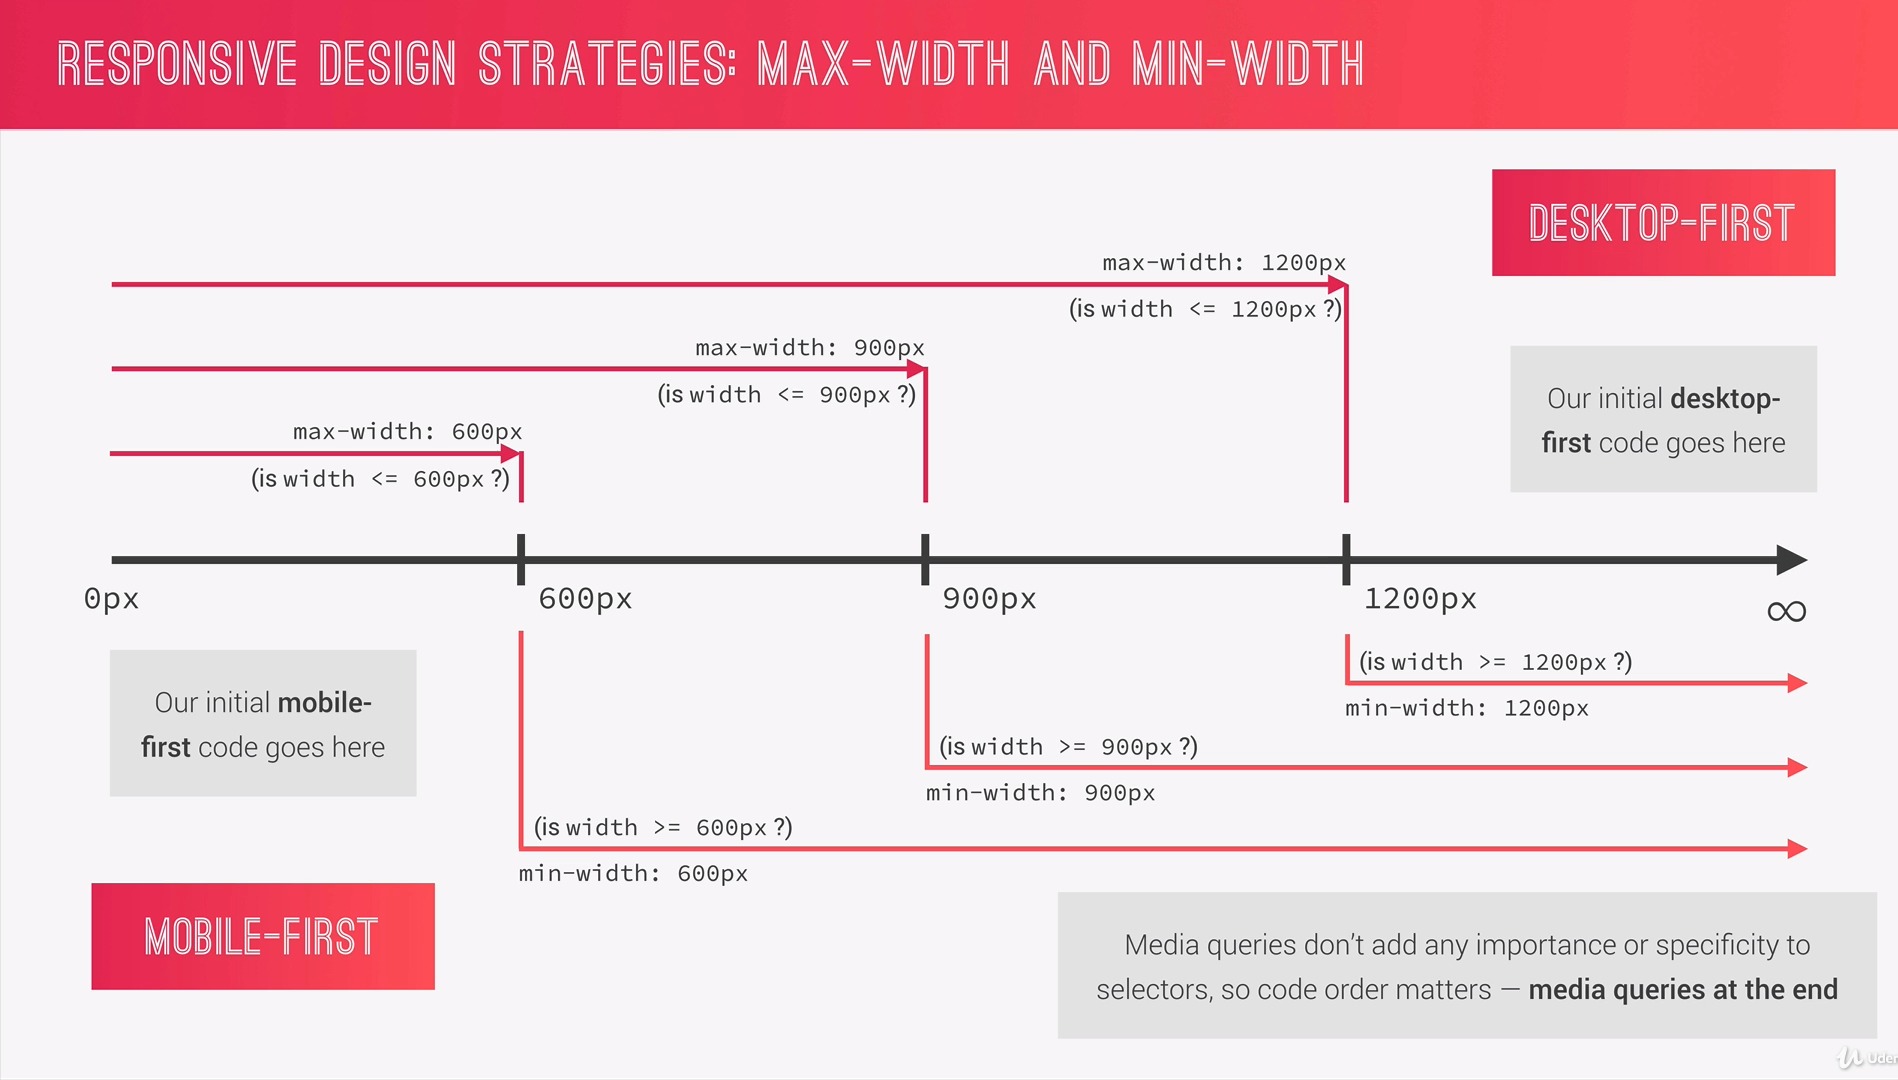 RESPONSIVE DESIGN STRATEGIES: MAX-WIDTH AND MIN-WIDTH
DESKTOP-FIRST
max-width: 1200px
(is width <= 1200px ?)
max-width: 900px
(is width <= 900px ?)
max-width: 600px
(is width <= 600px ?)
Our initial desktop-
first code goes here
0px
600px
900px
1200px
∞
Our initial mobile-
first code goes here
(is width >= 1200px ?)
min-width: 1200px
(is width >= 900px ?)
min-width: 900px
(is width >= 600px ?)
min-width: 600px
MOBILE-FIRST
Media queries don’t add any importance or specificity to
selectors, so code order matters — media queries at the end